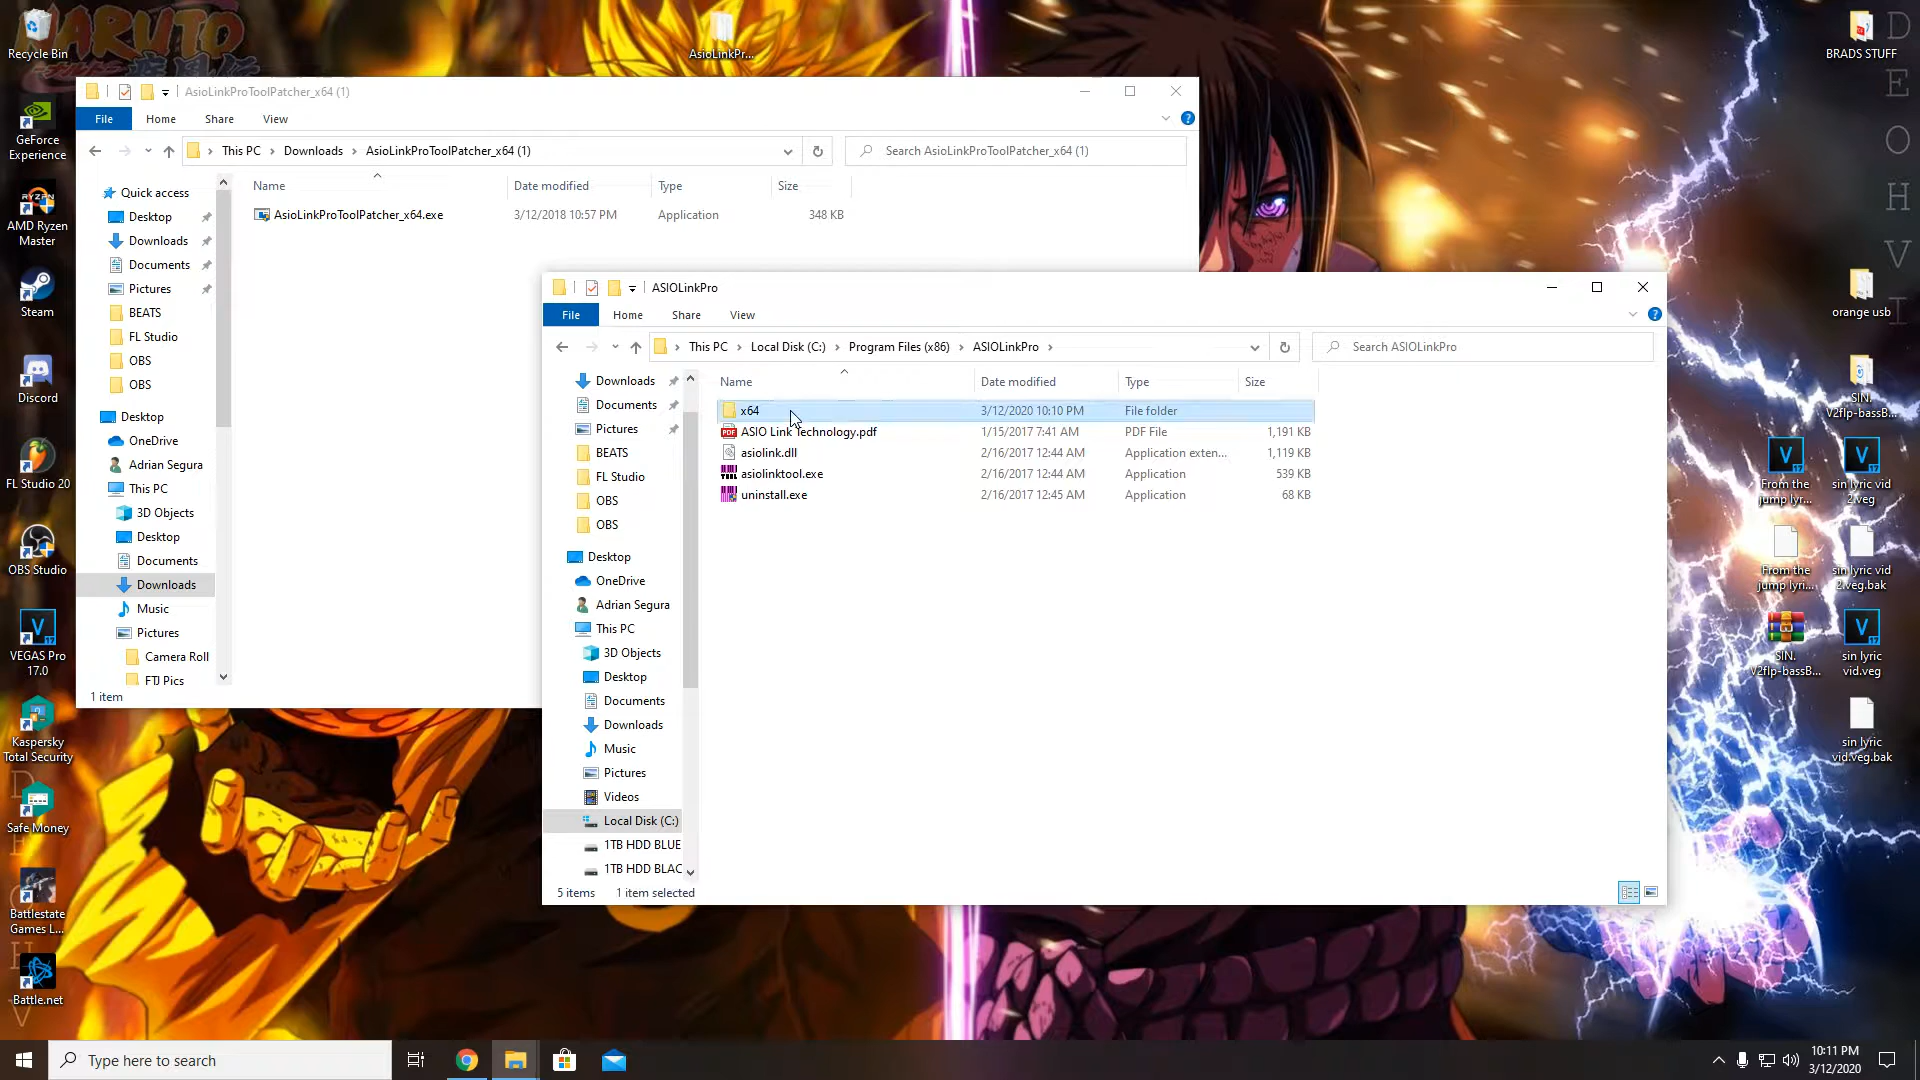 Recycle Bin
GeForce
Experience
AMD Ryzen
Master
Steam
Discord
FL Studio 20
OBS Studio
VEGAS Pro
17.0
Kaspersky
Total Security
Safe Money
Battlestate
Games L...
Battle.net
AsioLinkPr...
BRADS STUFF
orange usb
SIN.
V2flp-bassB...
From the
jump lyr...
sin lyric vid
2.veg
From the
jump lyri...
sin lyric vid
2.veg.bak
SIN.
V2flp-bassB...
sin lyric
vid.veg
sin lyric
vid.veg.bak
AsioLinkProToolPatcher_x64 (1)
File Home Share View
This PC Downloads AsioLinkProToolPatcher_x64 (1)
Search AsioLinkProToolPatcher_x64 (1)
Name Date modified Type Size
AsioLinkProToolPatcher_x64.exe 3/12/2018 10:57 PM Application 348 KB
Quick access
Desktop
Downloads
Documents
Pictures
BEATS
FL Studio
OBS
OBS
Desktop
OneDrive
Adrian Segura
This PC
3D Objects
Desktop
Documents
Downloads
Music
Pictures
Camera Roll
FTJ Pics
1 item
ASIOLinkPro
File Home Share View
This PC Local Disk (C:) Program Files (x86) ASIOLinkPro
Search ASIOLinkPro
Name Date modified Type Size
x64 3/12/2020 10:10 PM File folder
ASIO Link Technology.pdf 1/15/2017 7:41 AM PDF File 1,191 KB
asiolink.dll 2/16/2017 12:44 AM Application exten... 1,119 KB
asiolinktool.exe 2/16/2017 12:44 AM Application 539 KB
uninstall.exe 2/16/2017 12:45 AM Application 68 KB
Downloads
Documents
Pictures
BEATS
FL Studio
OBS
OBS
Desktop
OneDrive
Adrian Segura
This PC
3D Objects
Desktop
Documents
Downloads
Music
Pictures
Videos
Local Disk (C:)
1TB HDD BLUE
1TB HDD BLAC
5 items 1 item selected
Type here to search
10:11 PM
3/12/2020